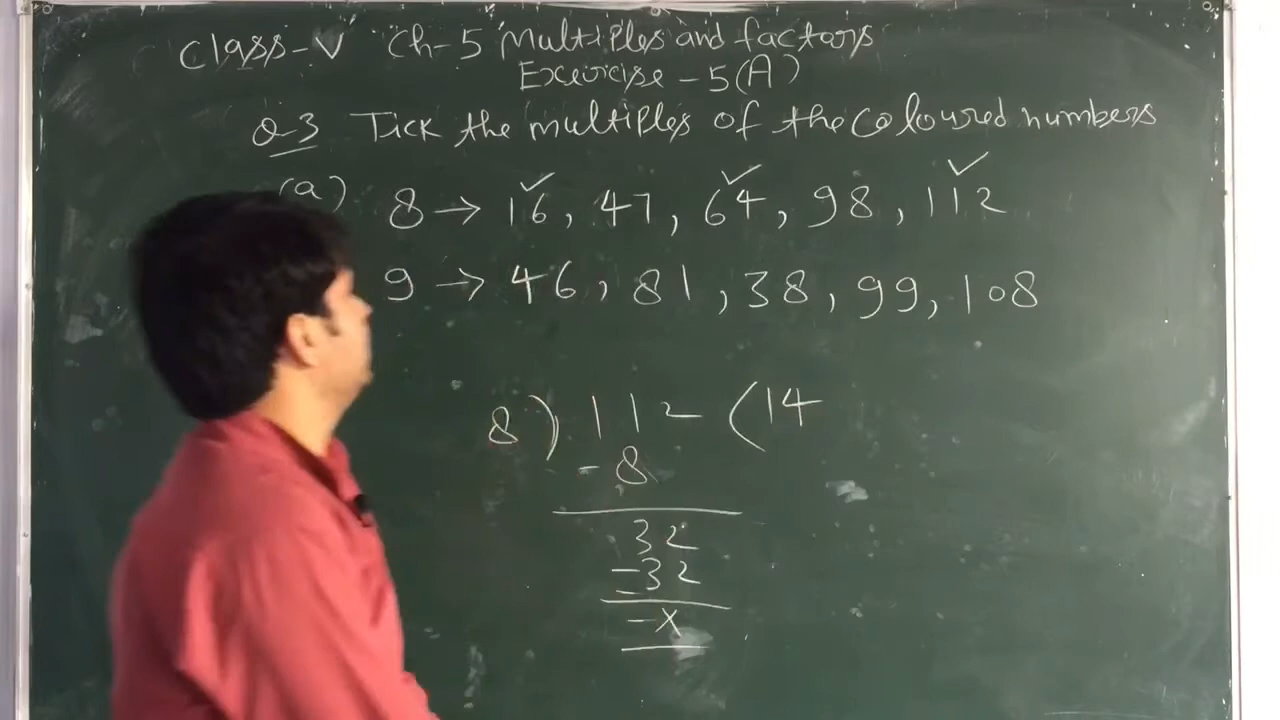 Class-V Ch-5 Multiples and factors
Exercise - 5(A)
Q-3 Tick the multiples of the coloured numbers
(a) 8 → 16, 47, 64, 98, 112
9 → 46, 81, 38, 99, 108
8) 112 (14
- 8
32
-32
-x